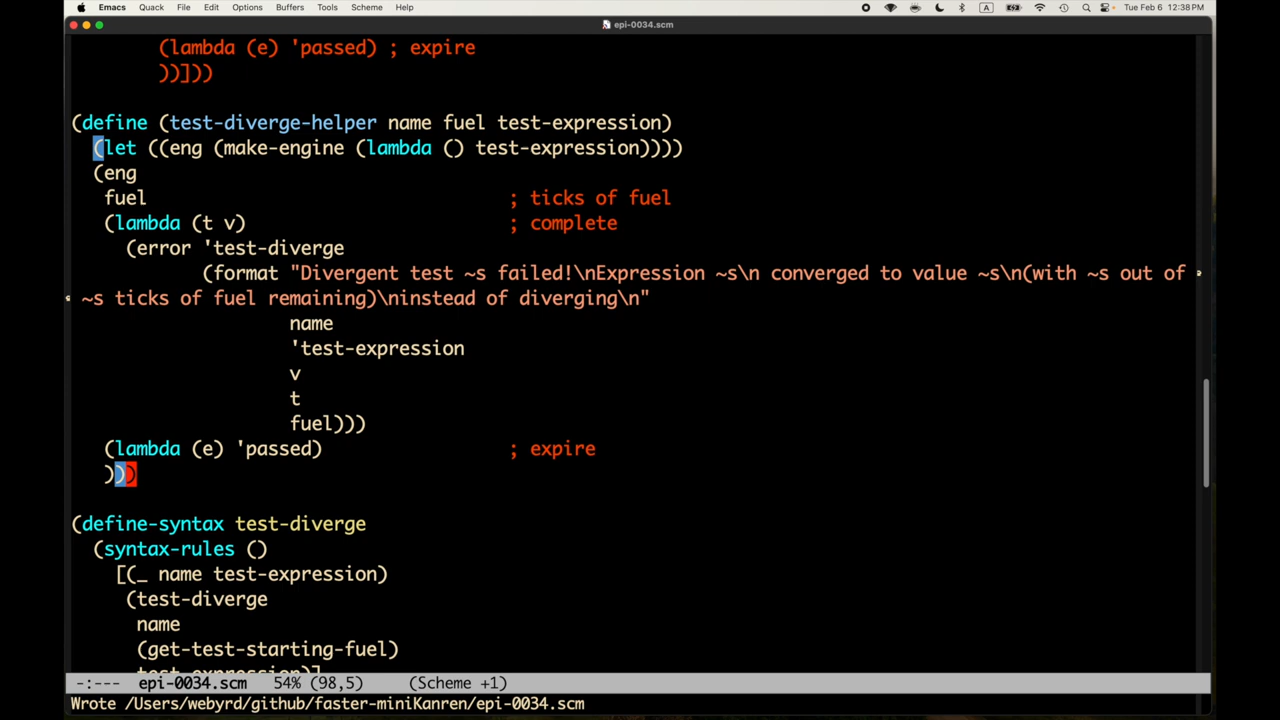 Emacs Quack File Edit Options Buffers Tools Scheme Help A Tue Feb 6 12:38 PM
epi-0034.scm
(lambda (e) 'passed) ; expire
))]))
(define (test-diverge-helper name fuel test-expression)
(let ((eng (make-engine (lambda () test-expression))))
(eng
fuel ; ticks of fuel
(lambda (t v) ; complete
(error 'test-diverge
(format "Divergent test ~s failed!\nExpression ~s\n converged to value ~s\n(with ~s out of
~s ticks of fuel remaining)\ninstead of diverging\n"
name
'test-expression
v
t
fuel)))
(lambda (e) 'passed) ; expire
)))
(define-syntax test-diverge
(syntax-rules ()
[(_ name test-expression)
(test-diverge
name
(get-test-starting-fuel)
test-expression)]
-:--- epi-0034.scm 54% (98,5) (Scheme +1)
Wrote /Users/webyrd/github/faster-miniKanren/epi-0034.scm